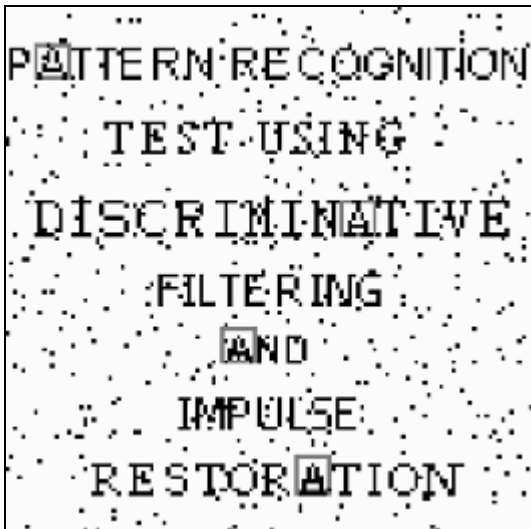 PATTERN RECOGNITION
TEST USING
DISCRIMINATIVE
FILTERING
AND
IMPULSE
RESTORATION